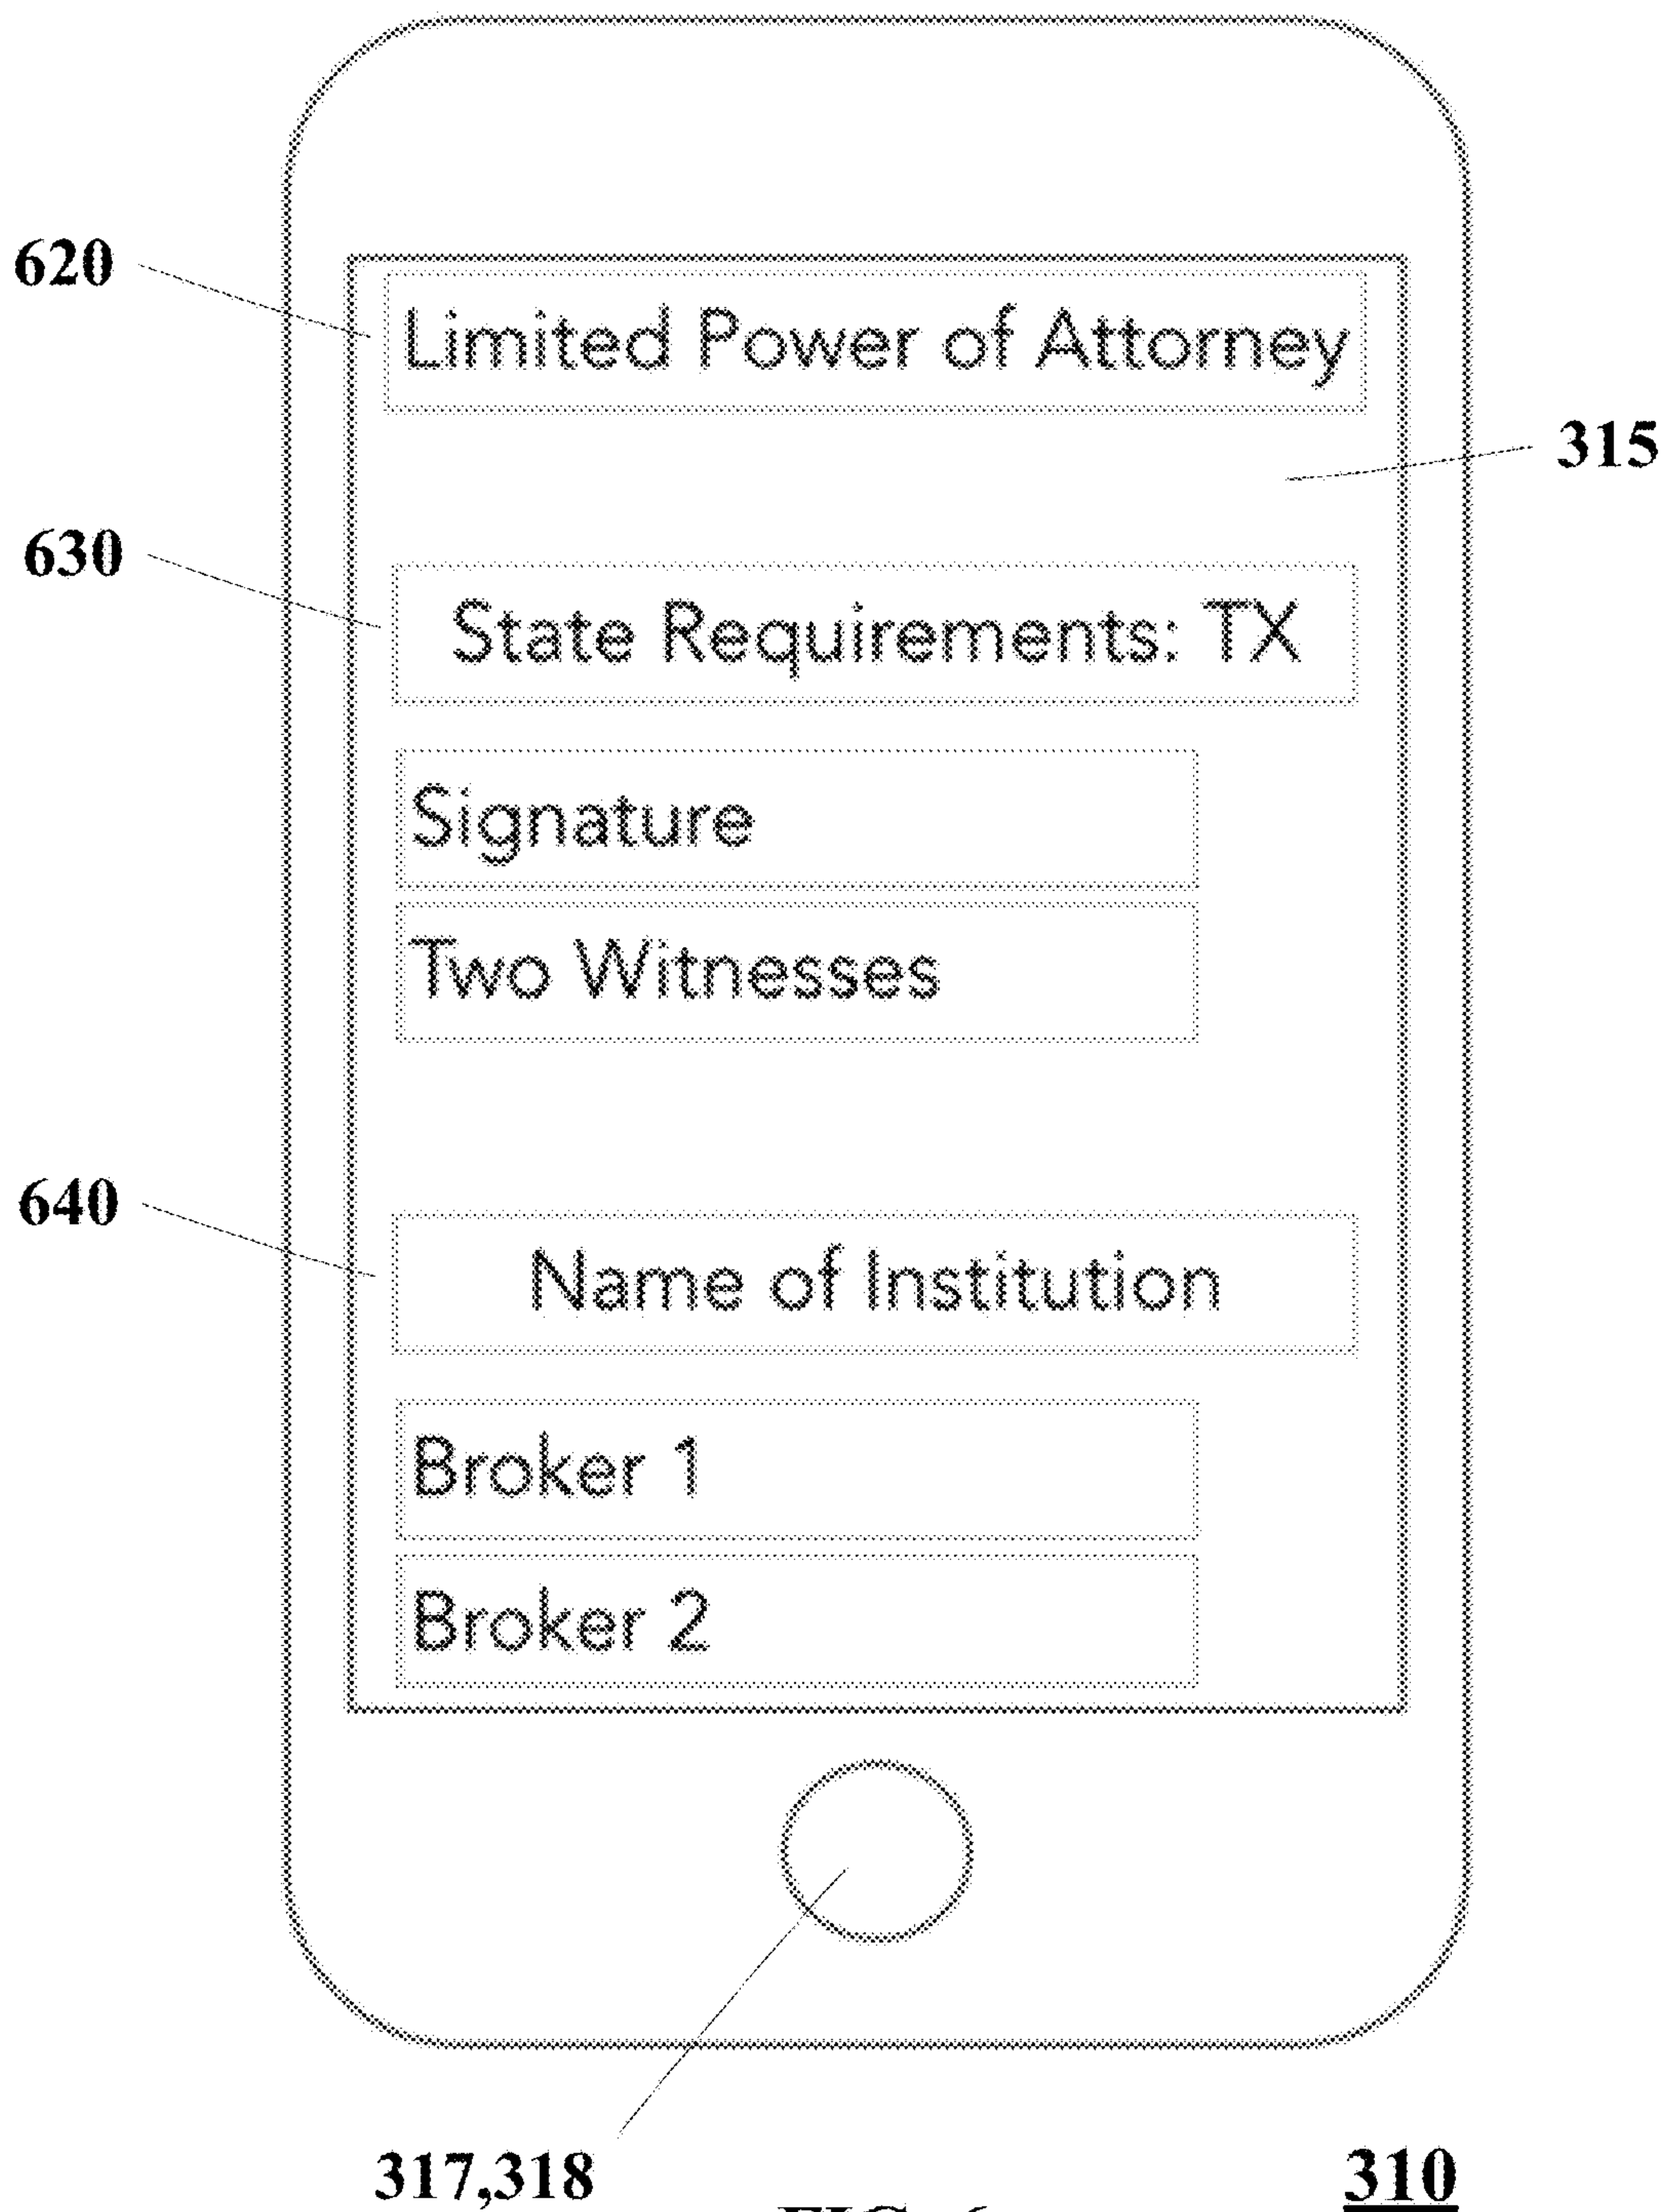 620
Limited Power of Attorney
315
630
State Requirements: TX
Signature
Two Witnesses
640
Name of Institution
Broker 1
Broker 2
317,318
310